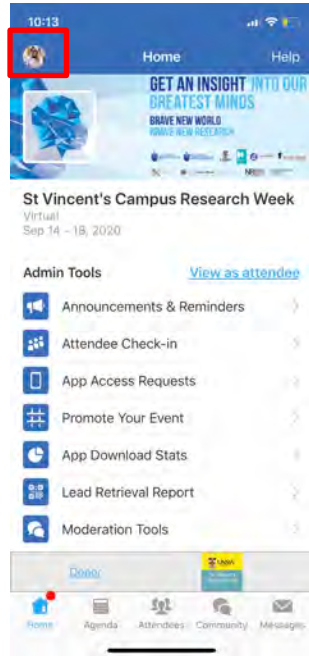 10:13
Home
Help
GET AN INSIGHT INTO OUR
GREATEST MINDS
BRAVE NEW WORLD
BRAVE NEW RESEARCH
St Vincent's Campus Research Week
Virtual
Sep 14 - 18, 2020
Admin Tools
View as attendee
Announcements & Reminders
Attendee Check-in
App Access Requests
Promote Your Event
App Download Stats
Lead Retrieval Report
Moderation Tools
Donor
UNSW
Home
Agenda
Attendees
Community
Messages